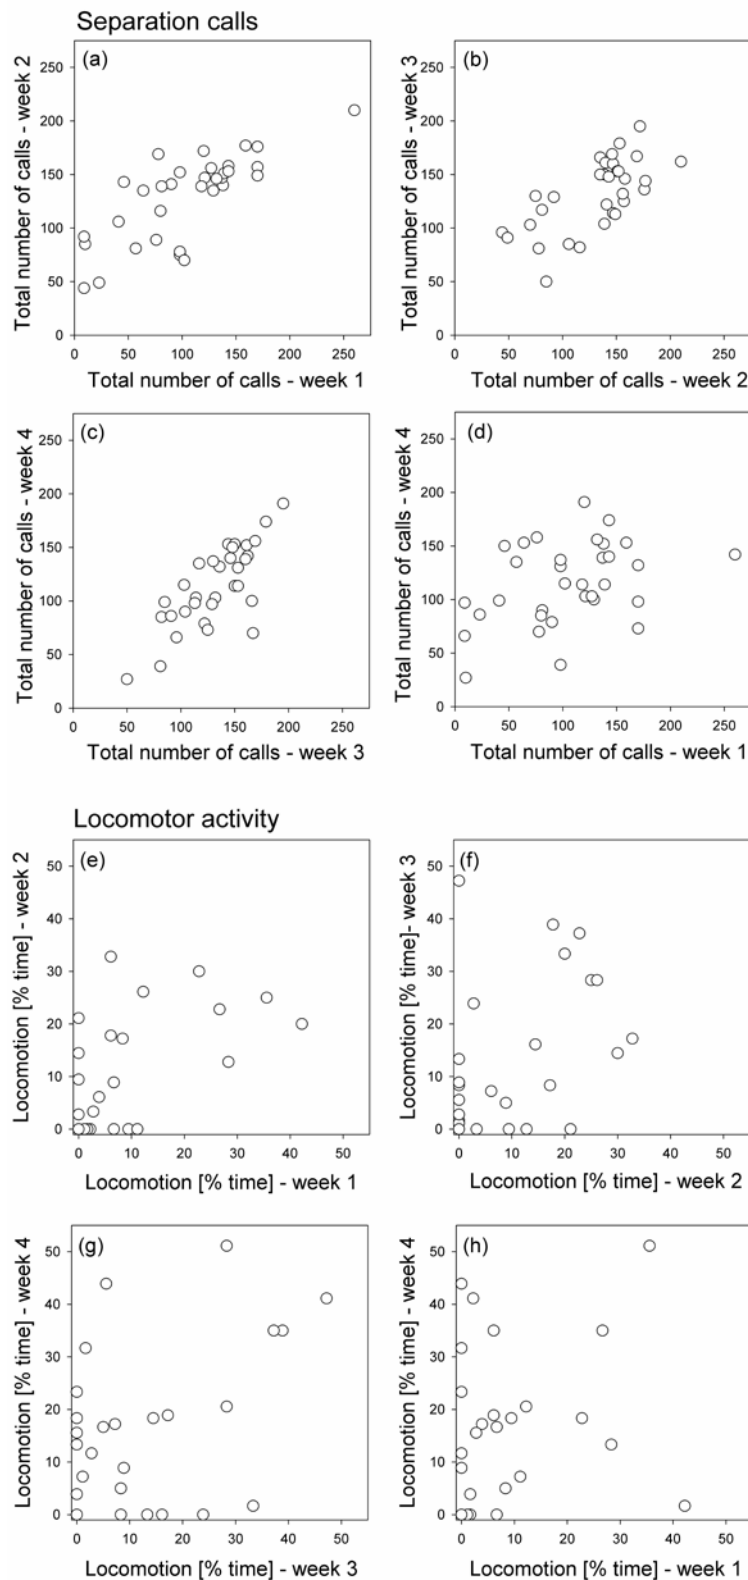 Separation calls
(a)
250
200
150
100
50
0
Total number of calls - week 2
0 50 100 150 200 250
Total number of calls - week 1
(b)
250
200
150
100
50
0
Total number of calls - week 3
0 50 100 150 200 250
Total number of calls - week 2
(c)
250
200
150
100
50
0
Total number of calls - week 4
0 50 100 150 200 250
Total number of calls - week 3
(d)
250
200
150
100
50
0
Total number of calls - week 4
0 50 100 150 200 250
Total number of calls - week 1
Locomotor activity
(e)
50
40
30
20
10
0
Locomotion [% time] - week 2
0 10 20 30 40 50
Locomotion [% time] - week 1
(f)
50
40
30
20
10
0
Locomotion [% time]- week 3
0 10 20 30 40 50
Locomotion [% time] - week 2
(g)
50
40
30
20
10
0
Locomotion [% time] - week 4
0 10 20 30 40 50
Locomotion [% time] - week 3
(h)
50
40
30
20
10
0
Locomotion [% time] - week 4
0 10 20 30 40 50
Locomotion [% time] - week 1